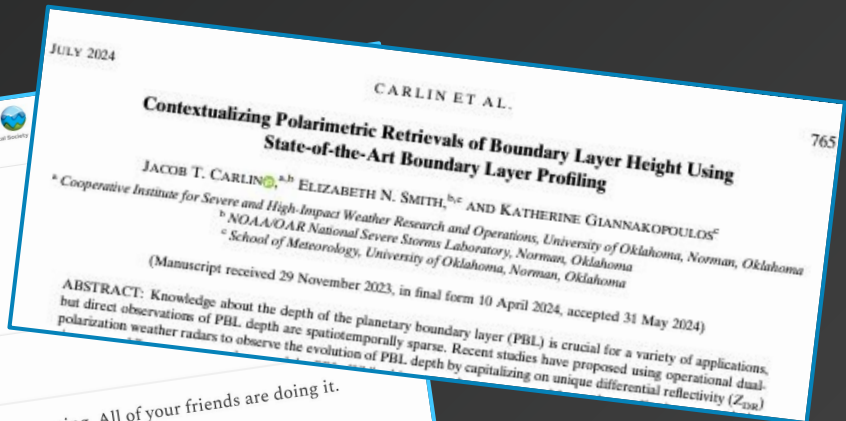 JULY 2024
CARLIN ET AL.
765
Contextualizing Polarimetric Retrievals of Boundary Layer Height Using
State-of-the-Art Boundary Layer Profiling
JACOB T. CARLIN,a,b ELIZABETH N. SMITH,b,c AND KATHERINE GIANNAKOPOULOSc
a Cooperative Institute for Severe and High-Impact Weather Research and Operations, University of Oklahoma, Norman, Oklahoma
b NOAA/OAR National Severe Storms Laboratory, Norman, Oklahoma
c School of Meteorology, University of Oklahoma, Norman, Oklahoma
(Manuscript received 29 November 2023, in final form 10 April 2024, accepted 31 May 2024)
ABSTRACT: Knowledge about the depth of the planetary boundary layer (PBL) is crucial for a variety of applications,
but direct observations of PBL depth are spatiotemporally sparse. Recent studies have proposed using operational dual-
polarization weather radars to observe the evolution of PBL depth by capitalizing on unique differential reflectivity (ZDR)
Society
All of your friends are doing it.